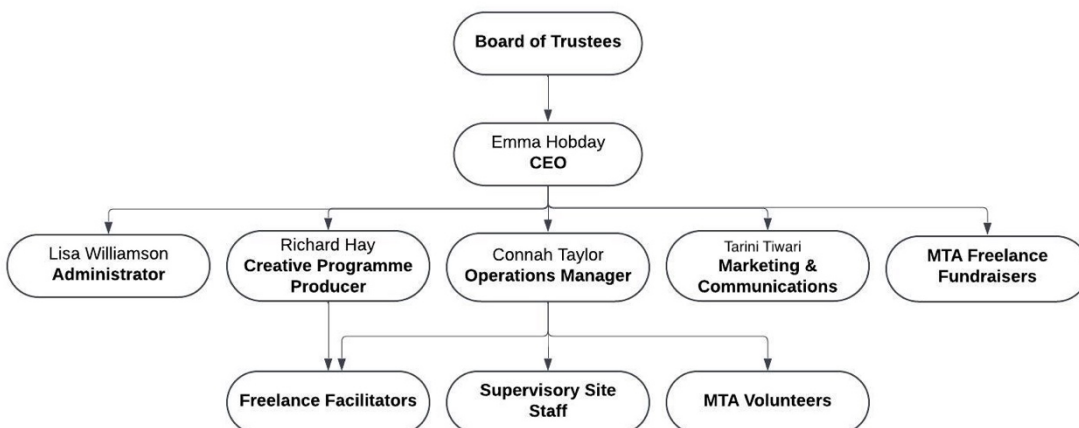 Board of Trustees
Emma Hobday
CEO
Lisa Williamson
Administrator
Richard Hay
Creative Programme
Producer
Connah Taylor
Operations Manager
Tarini Tiwari
Marketing &
Communications
MTA Freelance
Fundraisers
Freelance Facilitators
Supervisory Site
Staff
MTA Volunteers